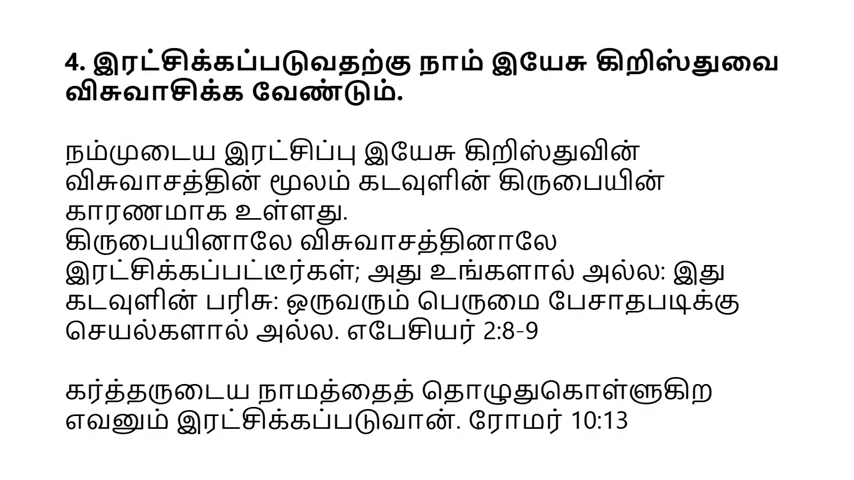 4. இரட்சிக்கப்படுவதற்கு நாம் இயேசு கிறிஸ்துவை
விசுவாசிக்க வேண்டும்.
நம்முடைய இரட்சிப்பு இயேசு கிறிஸ்துவின்
விசுவாசத்தின் மூலம் கடவுளின் கிருபையின்
காரணமாக உள்ளது.
கிருபையினாலே விசுவாசத்தினாலே
இரட்சிக்கப்பட்டீர்கள்; அது உங்களால் அல்ல: இது
கடவுளின் பரிசு: ஒருவரும் பெருமை பேசாதபடிக்கு
செயல்களால் அல்ல. எபேசியர் 2:8-9
கர்த்தருடைய நாமத்தைத் தொழுதுகொள்ளுகிற
எவனும் இரட்சிக்கப்படுவான். ரோமர் 10:13